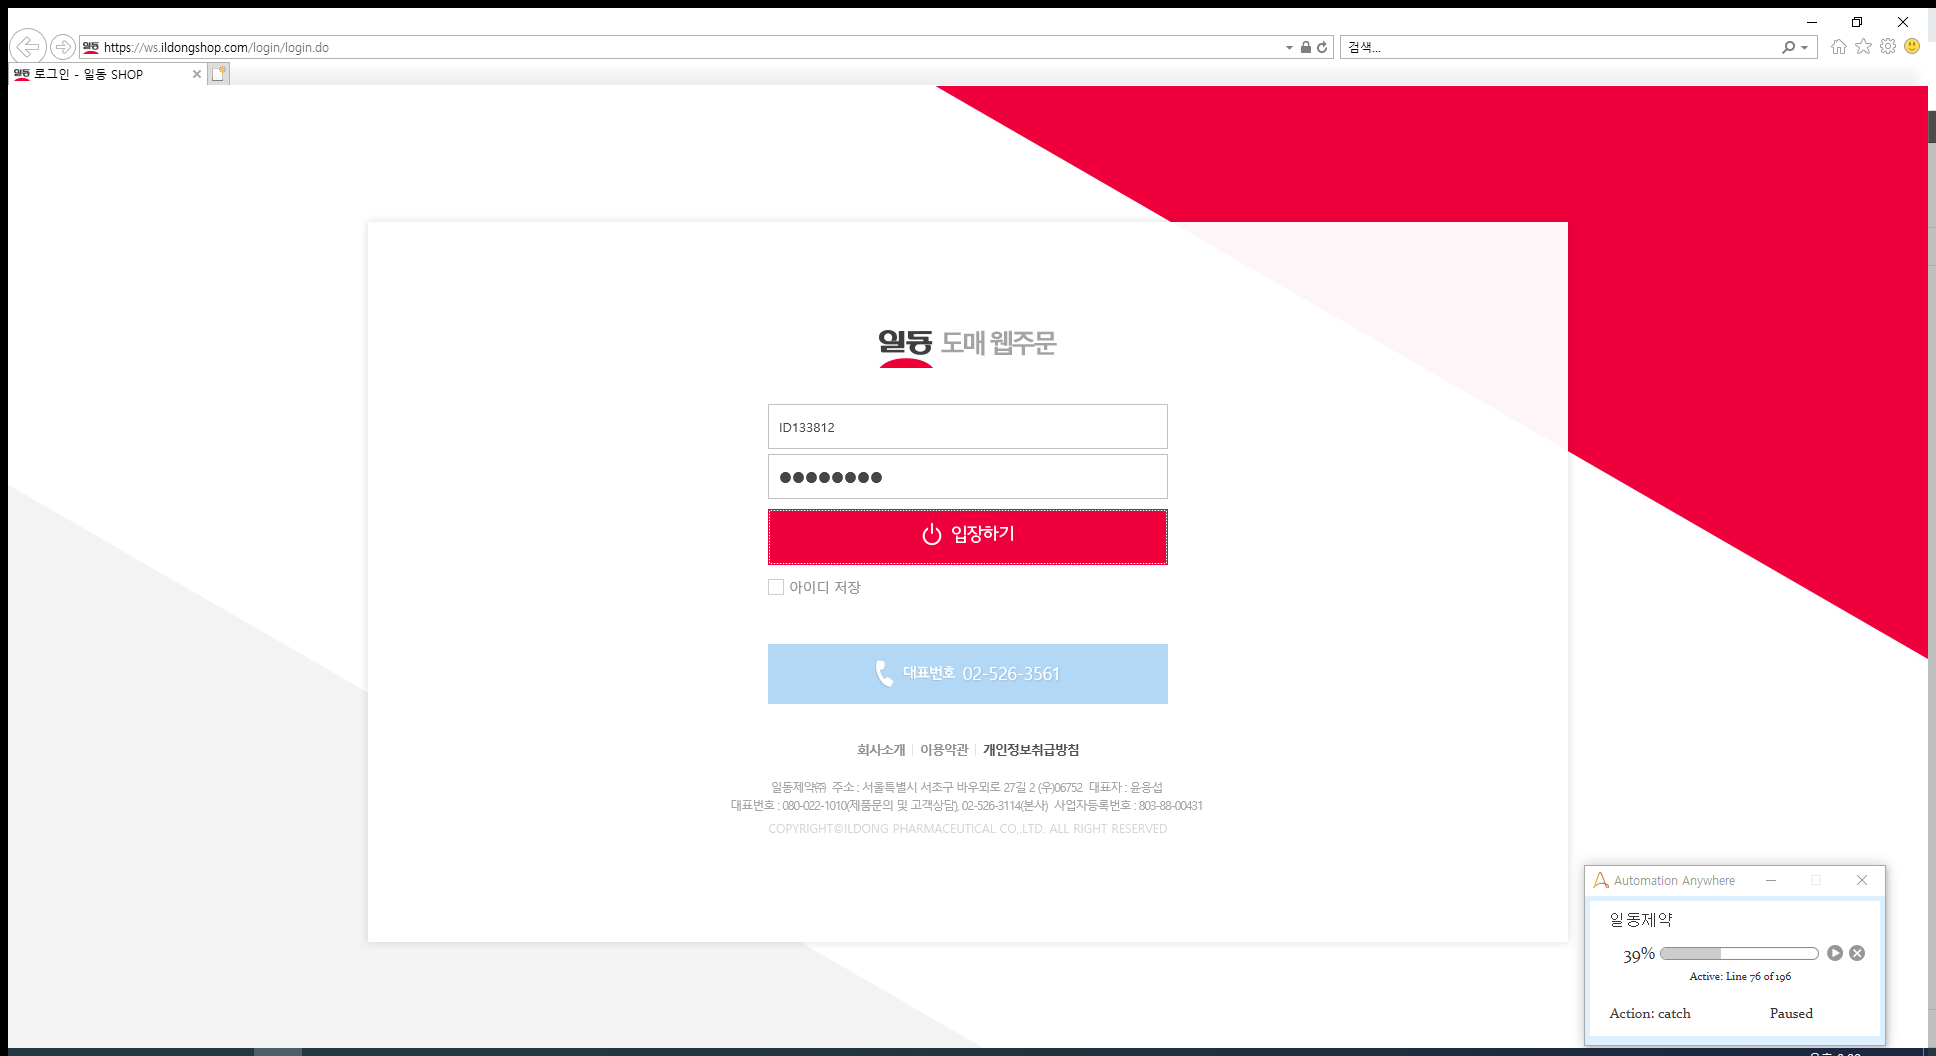 https://ws.ildongshop.com/login/login.do
검색...
일동 로그인 - 일동 SHOP
일동 도매 웹주문
ID133812
●●●●●●●●
입장하기
아이디 저장
대표번호 02-526-3561
회사소개 | 이용약관 | 개인정보취급방침
일동제약㈜ 주소 : 서울특별시 서초구 바우뫼로 27길 2 (우)06752 대표자 : 윤웅섭
대표번호 : 080-022-1010(제품문의 및 고객상담), 02-526-3114(본사) 사업자등록번호 : 803-88-00431
COPYRIGHT©ILDONG PHARMACEUTICAL CO,.LTD. ALL RIGHT RESERVED
Automation Anywhere
일동제약
39%
Active: Line 76 of 196
Action: catch Paused